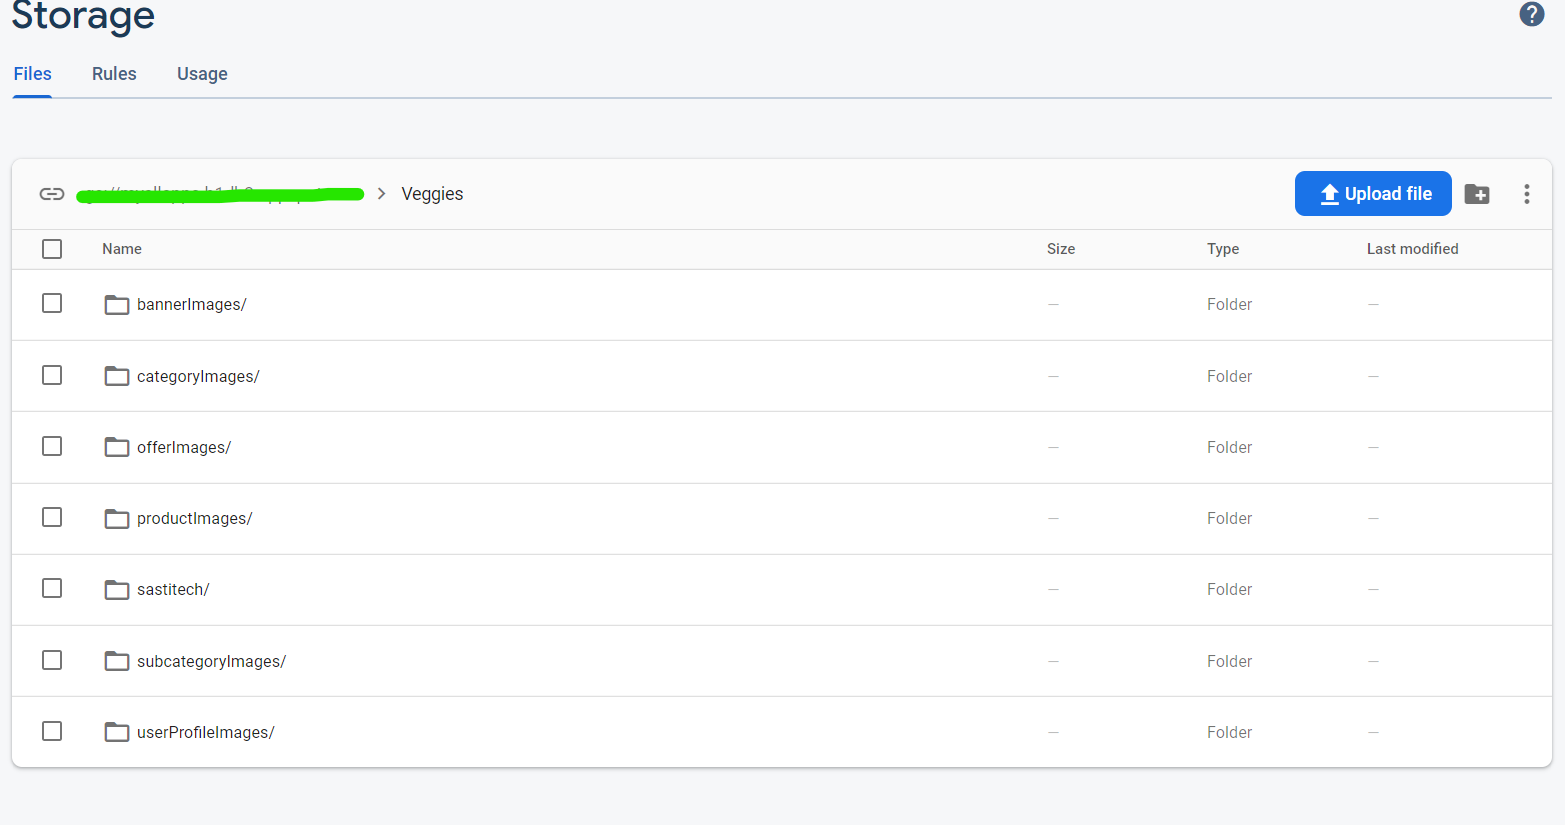 Storage
Files Rules Usage
Veggies Upload file
Name Size Type Last modified
bannerImages/ — Folder —
categoryImages/ — Folder —
offerImages/ — Folder —
productImages/ — Folder —
sastitech/ — Folder —
subcategoryImages/ — Folder —
userProfileImages/ — Folder —